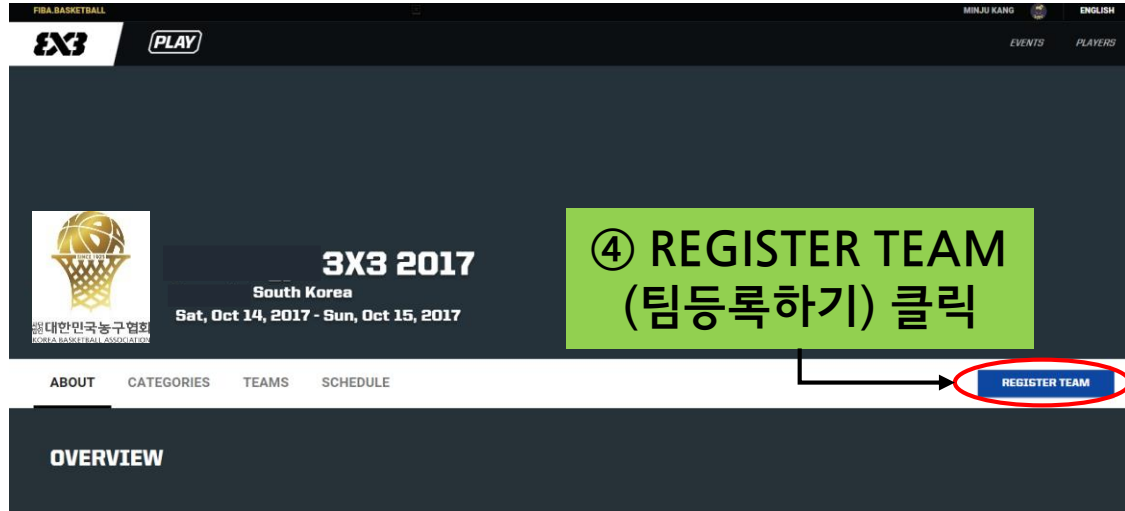 FIBA.BASKETBALL
MINJU KANG
ENGLISH
3X3
PLAY
EVENTS
PLAYERS
SINCE 1925
대한민국농구협회
KOREA BASKETBALL ASSOCIATION
3X3 2017
South Korea
Sat, Oct 14, 2017 - Sun, Oct 15, 2017
④ REGISTER TEAM
(팀등록하기) 클릭
ABOUT
CATEGORIES
TEAMS
SCHEDULE
REGISTER TEAM
OVERVIEW